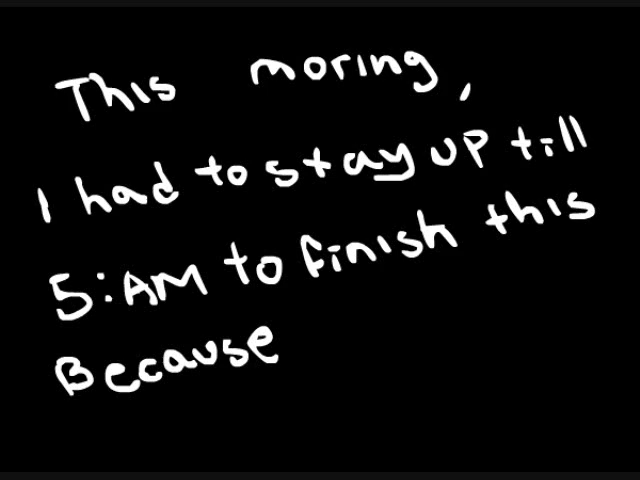 This moring,
I had to stay up till
5:AM to finish this
Because